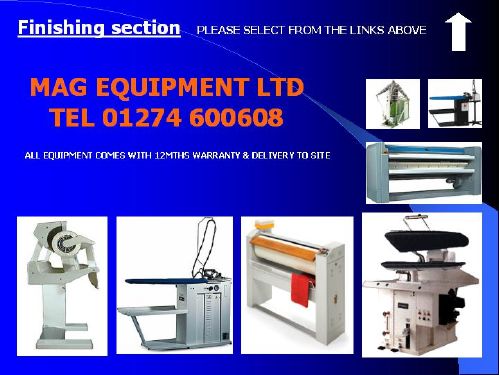 Finishing section PLEASE SELECT FROM THE LINKS ABOVE
MAG EQUIPMENT LTD
TEL 01274 600608
ALL EQUIPMENT COMES WITH 12MTHS WARRANTY & DELIVERY TO SITE